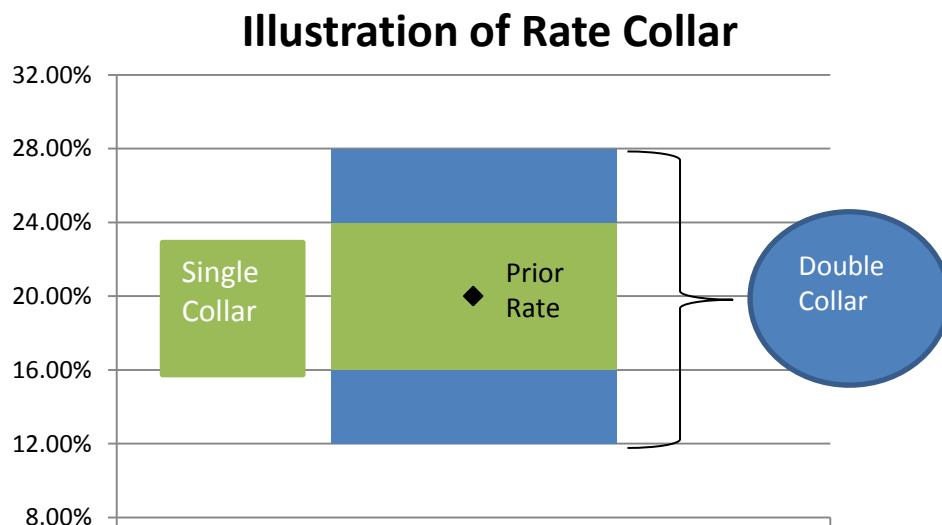 Illustration of Rate Collar
32.00%
28.00%
24.00%
20.00%
16.00%
12.00%
8.00%
Single
Collar
Prior
Rate
Double
Collar